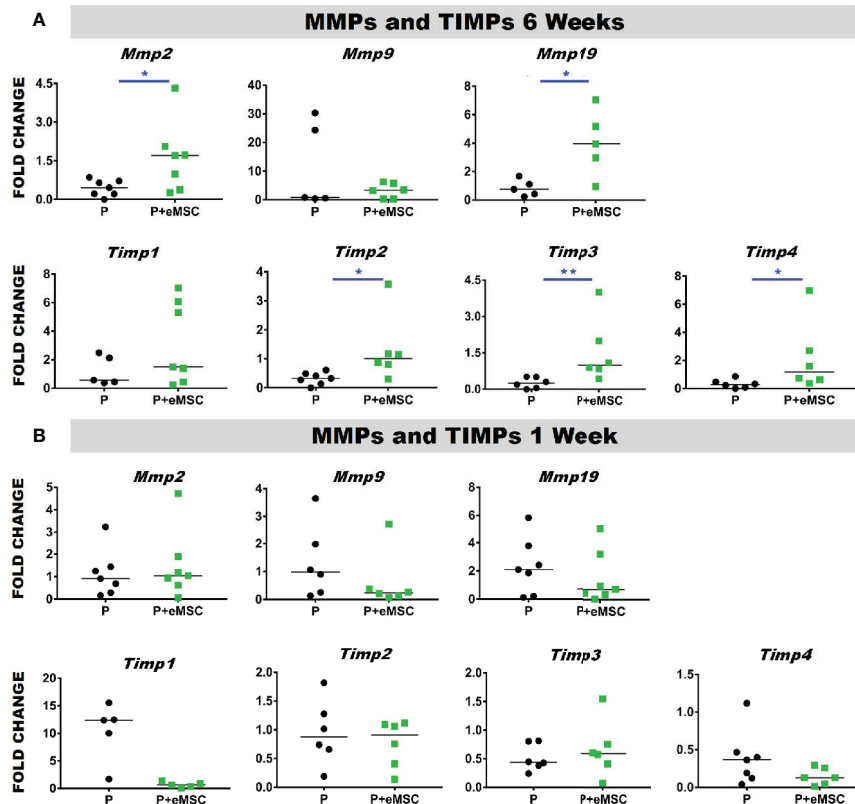 A
MMPs and TIMPs 6 Weeks
Mmp2 Mmp9 Mmp19
* *
FOLD CHANGE
4.5 3.0 1.5 0.0
40 30 20 10 0
8 6 4 2 0
P P+eMSC P P+eMSC P P+eMSC
Timp1 Timp2 Timp3 Timp4
* ** *
FOLD CHANGE
8 6 4 2 0
4 3 2 1 0
4.5 3.0 1.5 0.0
8 6 4 2 0
P P+eMSC P P+eMSC P P+eMSC P P+eMSC
B
MMPs and TIMPs 1 Week
Mmp2 Mmp9 Mmp19
FOLD CHANGE
5 4 3 2 1 0
4 3 2 1 0
8 6 4 2 0
P P+eMSC P P+eMSC P P+eMSC
Timp1 Timp2 Timp3 Timp4
FOLD CHANGE
20 15 10 5 0
2.0 1.5 1.0 0.5 0.0
2.0 1.5 1.0 0.5 0.0
1.5 1.0 0.5 0.0
P P+eMSC P P+eMSC P P+eMSC P P+eMSC